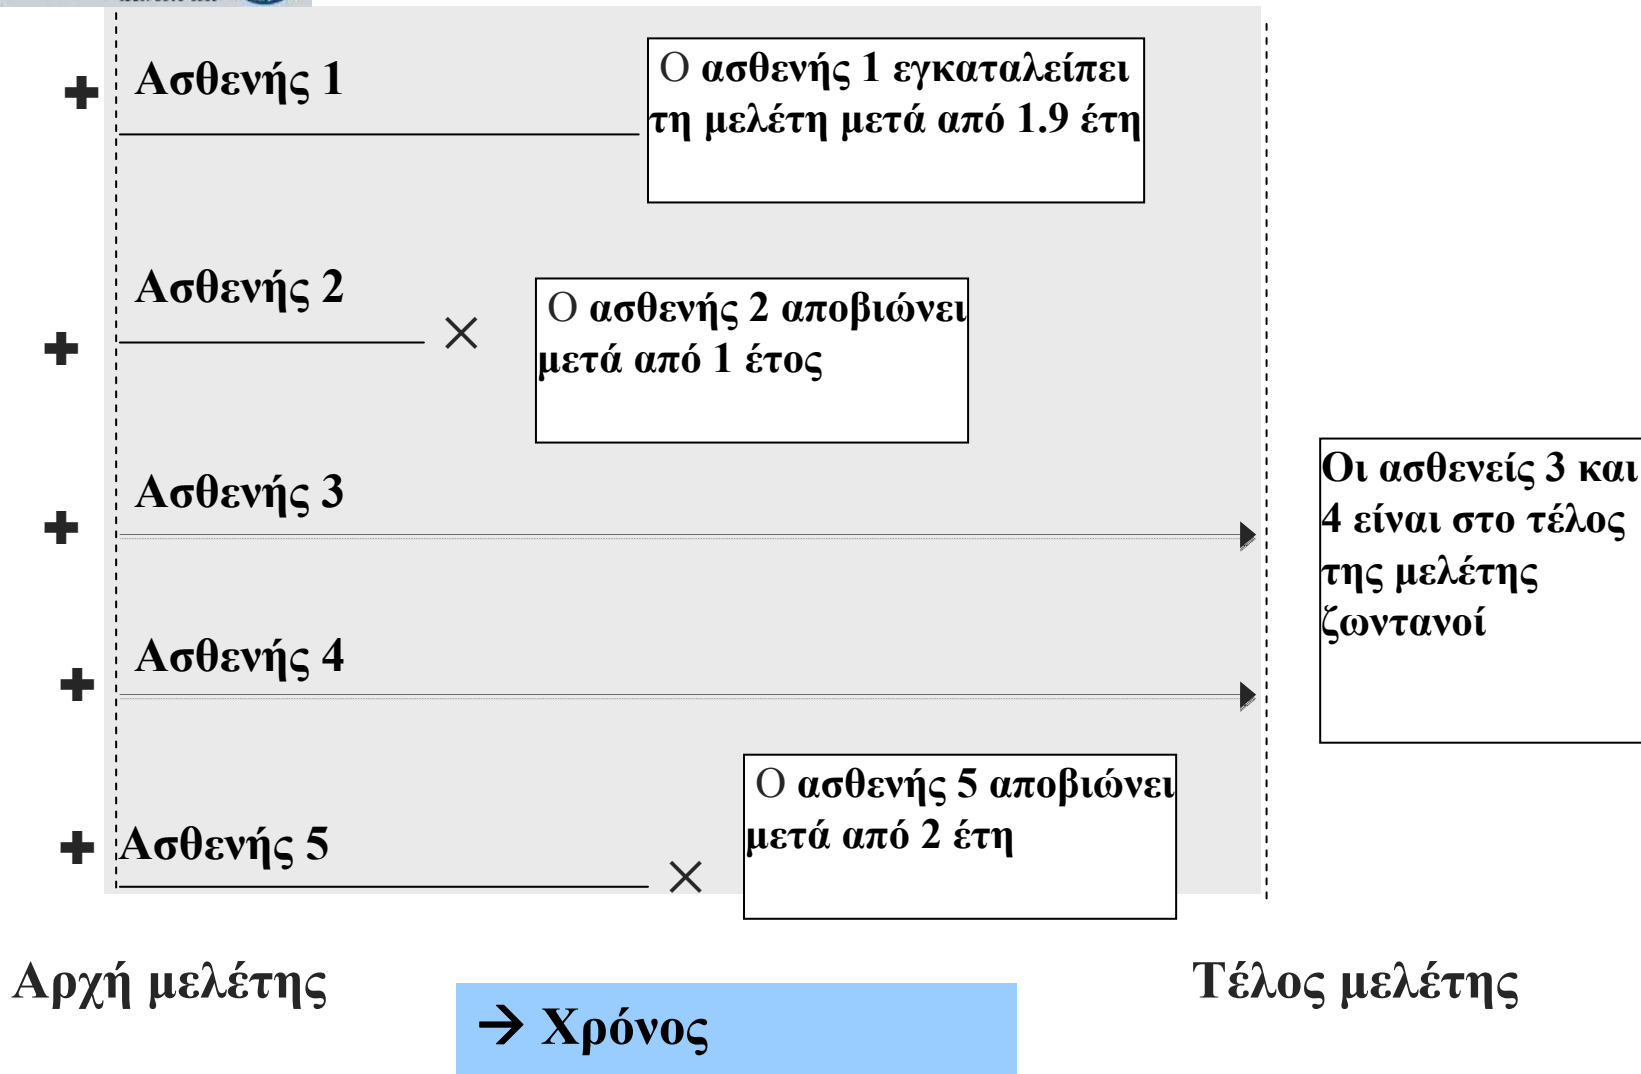 Ασθενής 1
Ο ασθενής 1 εγκαταλείπει
τη μελέτη μετά από 1.9 έτη
Ασθενής 2
Ο ασθενής 2 αποβιώνει
μετά από 1 έτος
Ασθενής 3
Οι ασθενείς 3 και
4 είναι στο τέλος
της μελέτης
ζωντανοί
Ασθενής 4
Ο ασθενής 5 αποβιώνει
μετά από 2 έτη
Ασθενής 5
Αρχή μελέτης
Τέλος μελέτης
→ Χρόνος